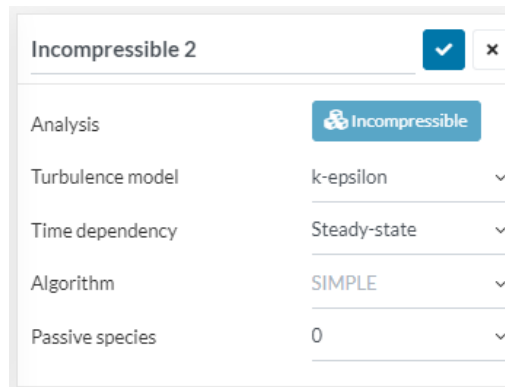 Incompressible 2
Analysis Incompressible
Turbulence model k-epsilon
Time dependency Steady-state
Algorithm SIMPLE
Passive species 0